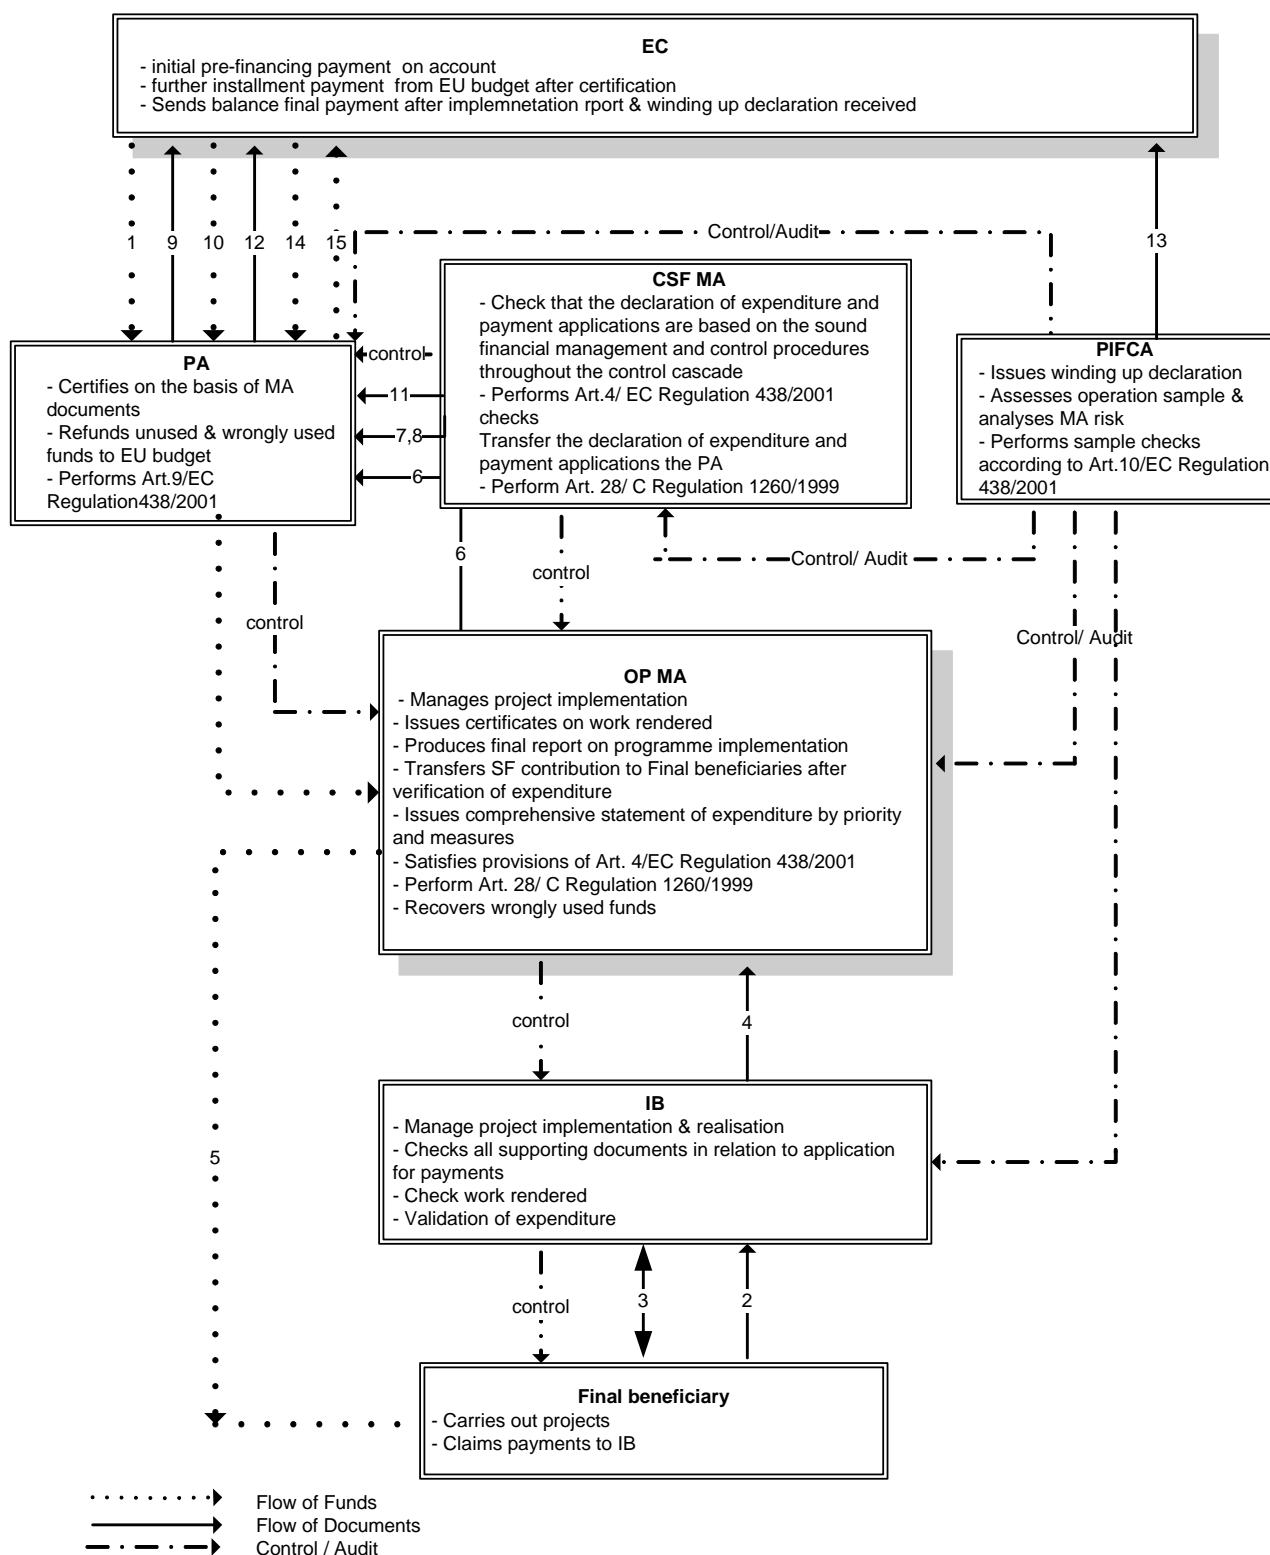 EC
- initial pre-financing payment  on account
- further installment payment  from EU budget after certification
- Sends balance final payment after implemnetation rport & winding up declaration received
1
9
10
12
14
15
Control/Audit
13
CSF MA
- Check that the declaration of expenditure and
payment applications are based on the sound
financial management and control procedures
throughout the control cascade
- Performs Art.4/ EC Regulation 438/2001
checks
Transfer the declaration of expenditure and
payment applications the PA
- Perform Art. 28/ C Regulation 1260/1999
PA
- Certifies on the basis of MA
documents
- Refunds unused & wrongly used
funds to EU budget
- Performs Art.9/EC
Regulation438/2001
control
11
7,8
6
PIFCA
- Issues winding up declaration
- Assesses operation sample &
analyses MA risk
- Performs sample checks
according to Art.10/EC Regulation
438/2001
6
control
Control/ Audit
control
Control/ Audit
OP MA
- Manages project implementation
- Issues certificates on work rendered
- Produces final report on programme implementation
- Transfers SF contribution to Final beneficiaries after
verification of expenditure
- Issues comprehensive statement of expenditure by priority
and measures
- Satisfies provisions of Art. 4/EC Regulation 438/2001
- Perform Art. 28/ C Regulation 1260/1999
- Recovers wrongly used funds
control
4
IB
- Manage project implementation & realisation
- Checks all supporting documents in relation to application
for payments
- Check work rendered
- Validation of expenditure
5
control
3
2
Final beneficiary
- Carries out projects
- Claims payments to IB
Flow of Funds
Flow of Documents
Control / Audit